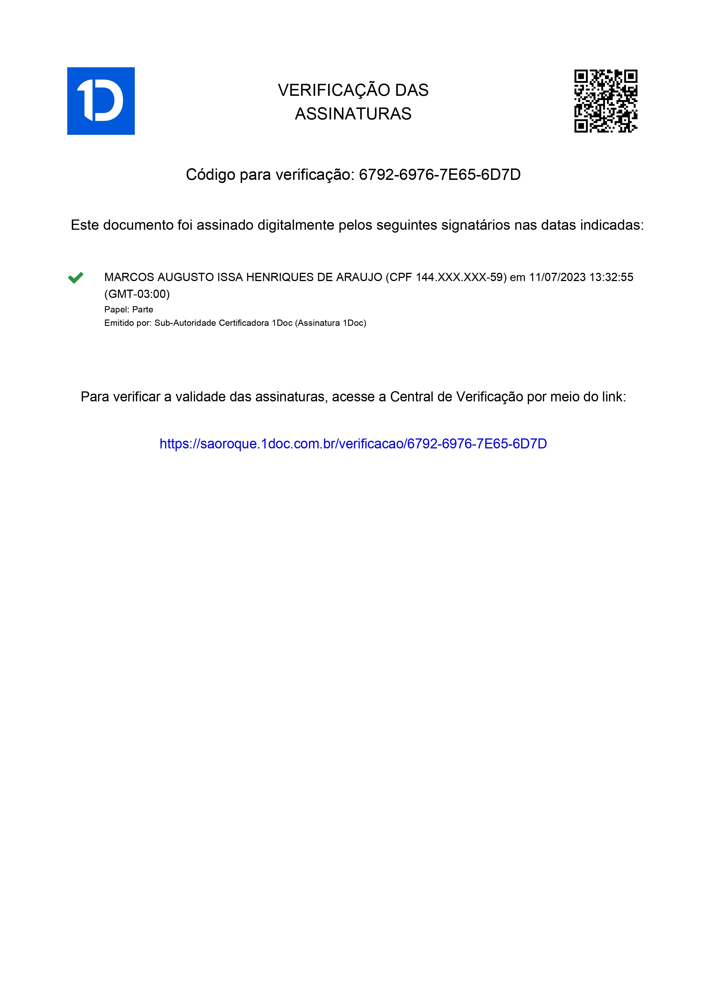 1D
VERIFICAÇÃO DAS
ASSINATURAS
Código para verificação: 6792-6976-7E65-6D7D
Este documento foi assinado digitalmente pelos seguintes signatários nas datas indicadas:
MARCOS AUGUSTO ISSA HENRIQUES DE ARAUJO (CPF 144.XXX.XXX-59) em 11/07/2023 13:32:55
(GMT-03:00)
Papel: Parte
Emitido por: Sub-Autoridade Certificadora 1Doc (Assinatura 1Doc)
Para verificar a validade das assinaturas, acesse a Central de Verificação por meio do link:
https://saoroque.1doc.com.br/verificacao/6792-6976-7E65-6D7D